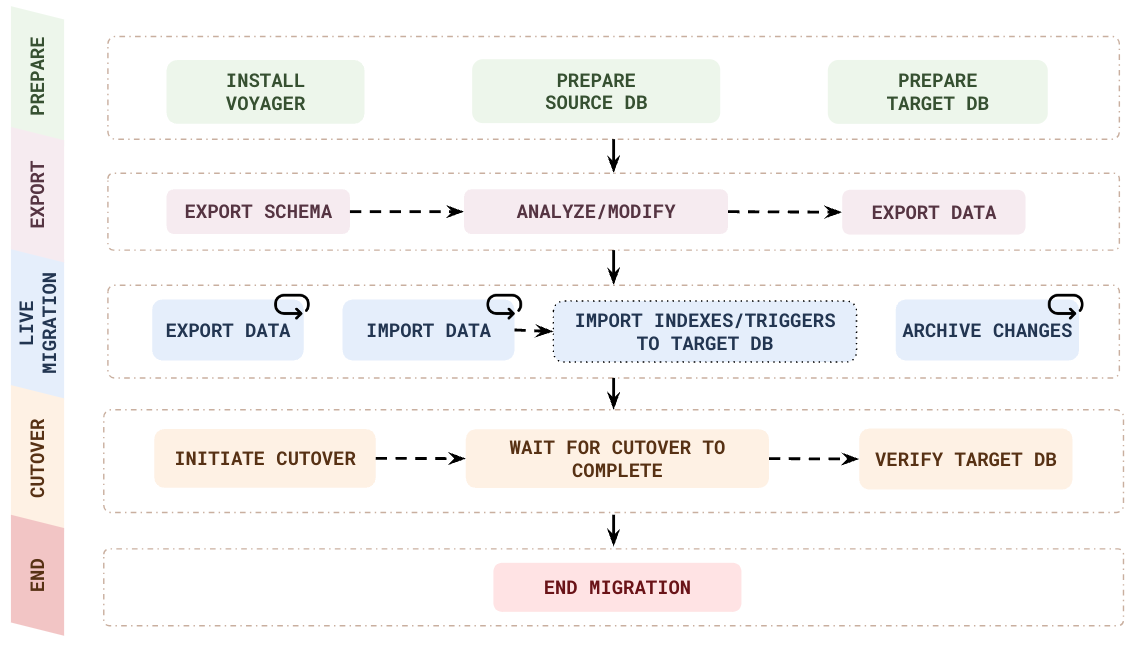 PREPARE
INSTALL
VOYAGER
PREPARE
SOURCE DB
PREPARE
TARGET DB
EXPORT
EXPORT SCHEMA
ANALYZE/MODIFY
EXPORT DATA
LIVE
MIGRATION
EXPORT DATA
IMPORT DATA
IMPORT INDEXES/TRIGGERS
TO TARGET DB
ARCHIVE CHANGES
CUTOVER
INITIATE CUTOVER
WAIT FOR CUTOVER TO
COMPLETE
VERIFY TARGET DB
END
END MIGRATION